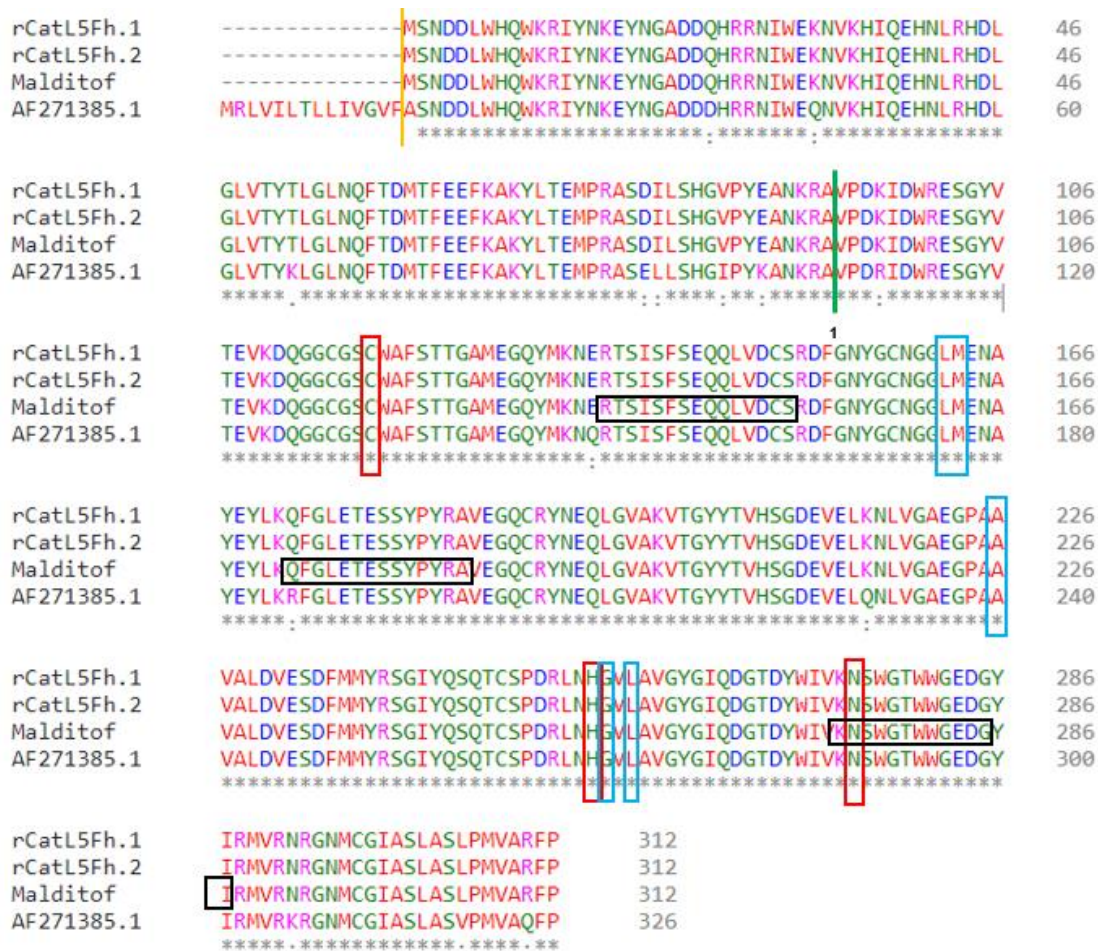 rCatL5Fh.1 --------------MSNDDLWHQWKRIYNKEYNGADDQHRRNIWEKNVKHIQEHNLRHDL 46
rCatL5Fh.2 --------------MSNDDLWHQWKRIYNKEYNGADDQHRRNIWEKNVKHIQEHNLRHDL 46
Malditof --------------MSNDDLWHQWKRIYNKEYNGADDQHRRNIWEKNVKHIQEHNLRHDL 46
AF271385.1 MRLVILTLLIVGVFASNDDLWHQWKRIYNKEYNGADDDHRRNIWEQNVKHIQEHNLRHDL 60
**********************:*******:**************
rCatL5Fh.1 GLVTYTLGLNQFTDMTFEEFKAKYLTEMPRASDILSHGVPYEANKRAVPDKIDWRESGYV 106
rCatL5Fh.2 GLVTYTLGLNQFTDMTFEEFKAKYLTEMPRASDILSHGVPYEANKRAVPDKIDWRESGYV 106
Malditof GLVTYTLGLNQFTDMTFEEFKAKYLTEMPRASDILSHGVPYEANKRAVPDKIDWRESGYV 106
AF271385.1 GLVTYKLGLNQFTDMTFEEFKAKYLTEMPRASELLSHGIPYKANKRAVPDRIDWRESGYV 120
*****.**************************::****:**:********:*********
1
rCatL5Fh.1 TEVKDQGGCGSCWAFSTTGAMEGQYMKNERTSISFSEQQLVDCSRDFGNYGCNGGLMENA 166
rCatL5Fh.2 TEVKDQGGCGSCWAFSTTGAMEGQYMKNERTSISFSEQQLVDCSRDFGNYGCNGGLMENA 166
Malditof TEVKDQGGCGSCWAFSTTGAMEGQYMKNERTSISFSEQQLVDCSRDFGNYGCNGGLMENA 166
AF271385.1 TEVKDQGGCGSCWAFSTTGAMEGQYMKNQRTSISFSEQQLVDCSRDFGNYGCNGGLMENA 180
****************************:*******************************
rCatL5Fh.1 YEYLKQFGLETESSYPYRAVEGQCRYNEQLGVAKVTGYYTVHSGDEVELKNLVGAEGPAA 226
rCatL5Fh.2 YEYLKQFGLETESSYPYRAVEGQCRYNEQLGVAKVTGYYTVHSGDEVELKNLVGAEGPAA 226
Malditof YEYLKQFGLETESSYPYRAVEGQCRYNEQLGVAKVTGYYTVHSGDEVELKNLVGAEGPAA 226
AF271385.1 YEYLKRFGLETESSYPYRAVEGQCRYNEQLGVAKVTGYYTVHSGDEVELQNLVGAEGPAA 240
*****:*******************************************:**********
rCatL5Fh.1 VALDVESDFMMYRSGIYQSQTCSPDRLNHGVLAVGYGIQDGTDYWIVKNSWGTWWGEDGY 286
rCatL5Fh.2 VALDVESDFMMYRSGIYQSQTCSPDRLNHGVLAVGYGIQDGTDYWIVKNSWGTWWGEDGY 286
Malditof VALDVESDFMMYRSGIYQSQTCSPDRLNHGVLAVGYGIQDGTDYWIVKNSWGTWWGEDGY 286
AF271385.1 VALDVESDFMMYRSGIYQSQTCSPDRLNHGVLAVGYGIQDGTDYWIVKNSWGTWWGEDGY 300
************************************************************
rCatL5Fh.1 IRMVRNRGNMCGIASLASLPMVARFP 312
rCatL5Fh.2 IRMVRNRGNMCGIASLASLPMVARFP 312
Malditof IRMVRNRGNMCGIASLASLPMVARFP 312
AF271385.1 IRMVRKRGNMCGIASLASVPMVAQFP 326
*****.************.****.**